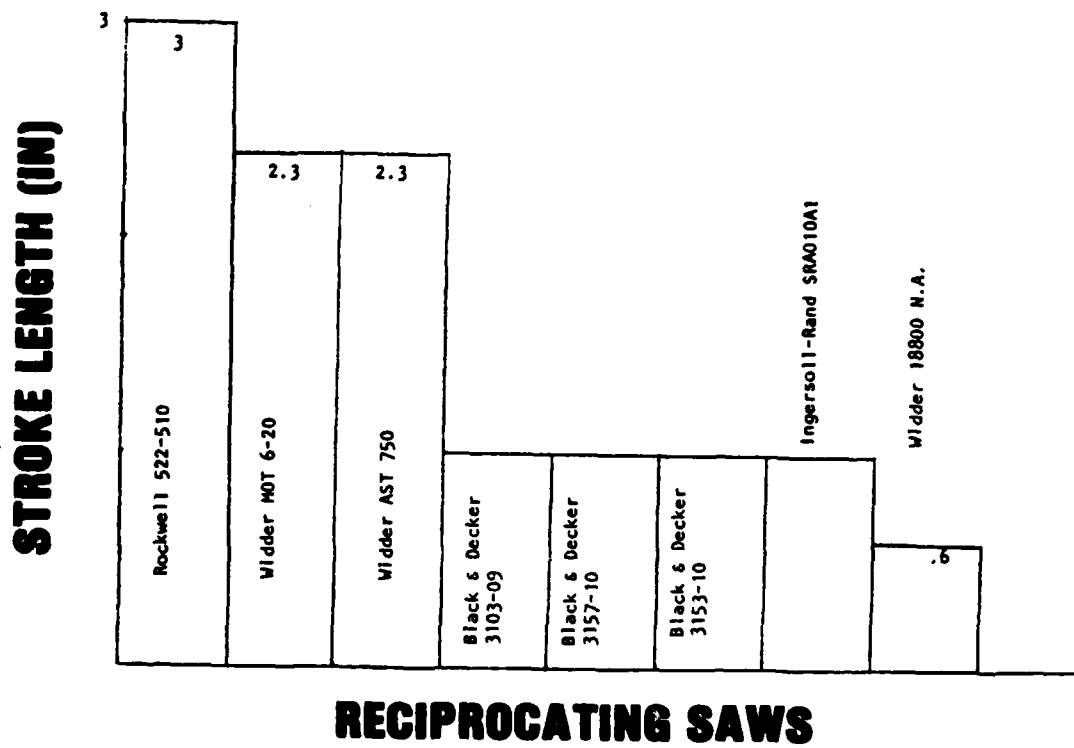 3
3
2.3
2.3
.6
STROKE LENGTH (IN)
Rockwell 522-510
Widder MOT 6-20
Widder AST 750
Black & Decker
3103-09
Black & Decker
3157-10
Black & Decker
3153-10
Ingersoll-Rand SRA010A1
Widder 18800 N.A.
RECIPROCATING SAWS